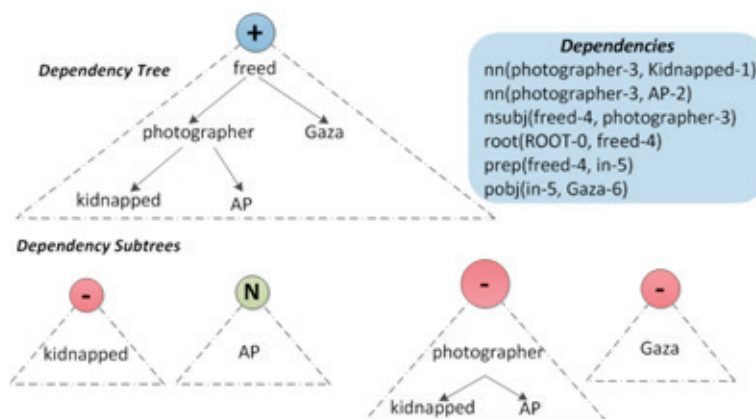 +
Dependency Tree
freed
photographer
Gaza
kidnapped
AP
Dependencies
nn(photographer-3, Kidnapped-1)
nn(photographer-3, AP-2)
nsubj(freed-4, photographer-3)
root(ROOT-0, freed-4)
prep(freed-4, in-5)
pobj(in-5, Gaza-6)
Dependency Subtrees
-
kidnapped
N
AP
-
photographer
kidnapped
AP
-
Gaza